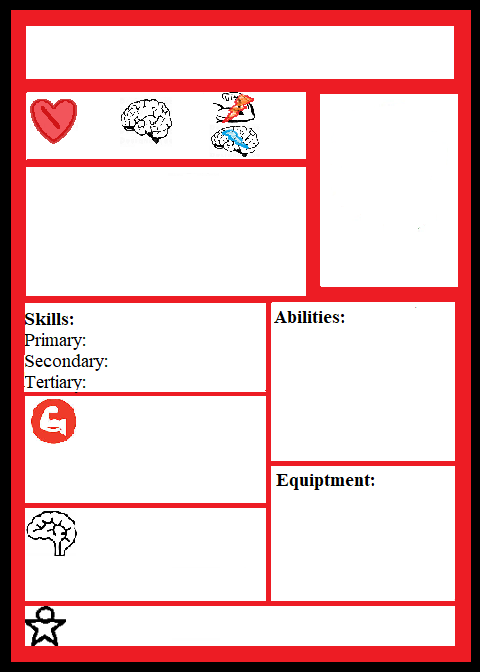 Skills:
Primary:
Secondary:
Tertiary:
Abilities:
Equiptment: